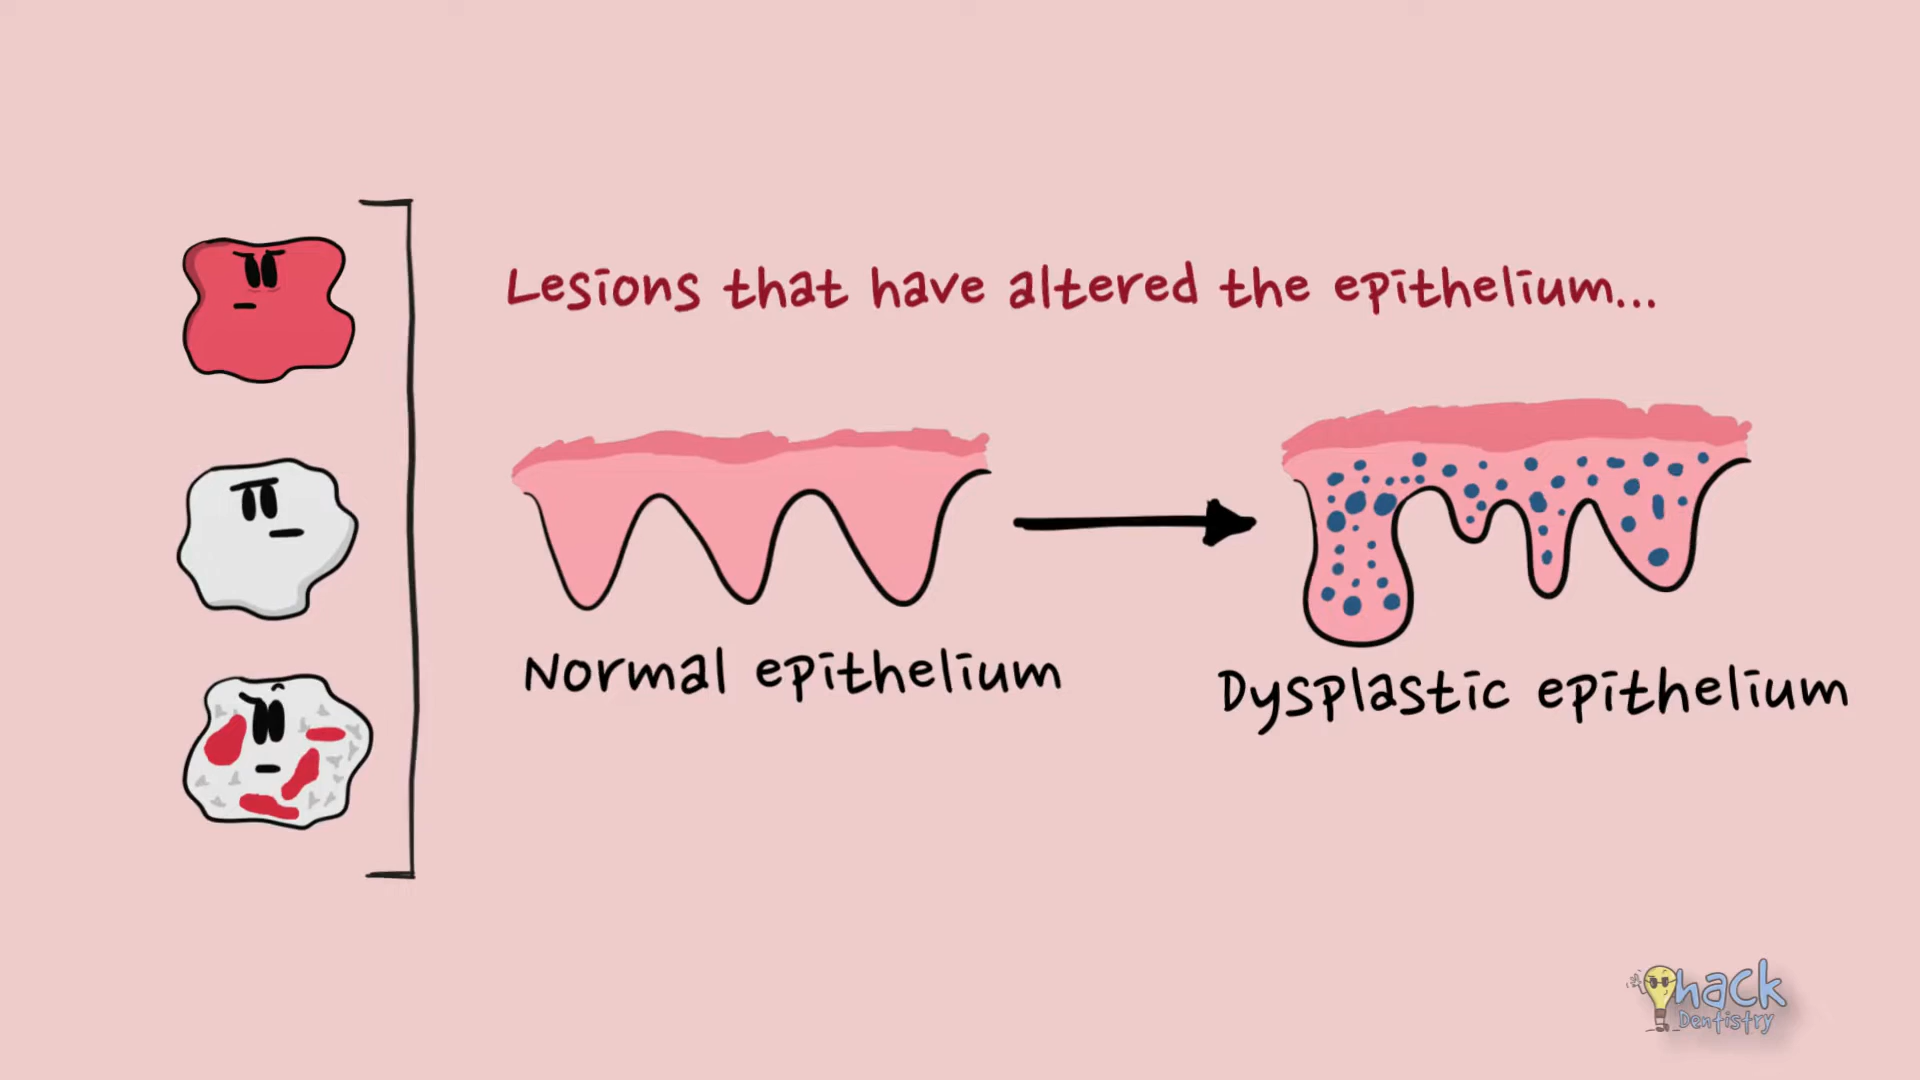 Lesions that have altered the epithelium...
Normal epithelium
Dysplastic epithelium
hack
Dentistry